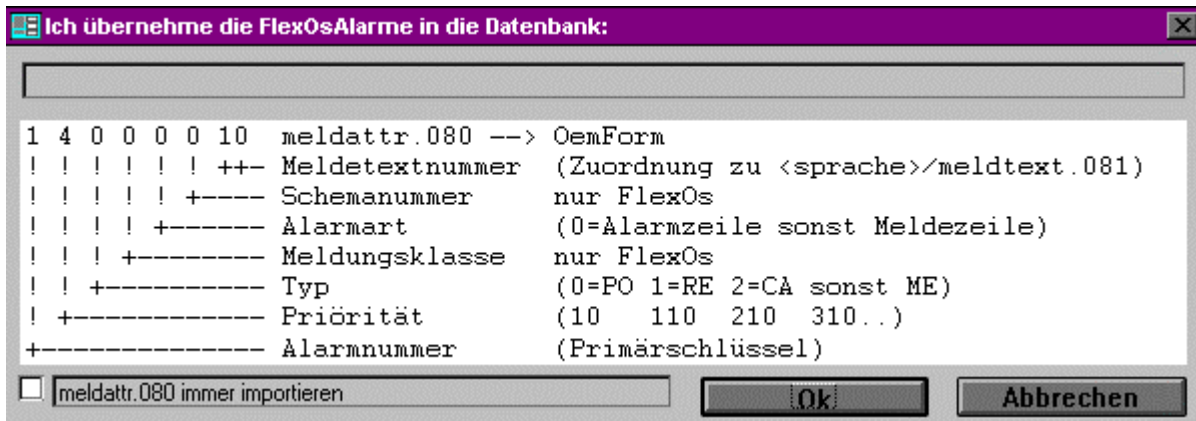 Ich übernehme die FlexOsAlarme in die Datenbank:
1 4 0 0 0 0 10 meldattr.080 --> OemForm
! ! ! ! ! ! ++- Meldetextnummer (Zuordnung zu <sprache>/meldtext.081)
! ! ! ! ! +---- Schemanummer nur FlexOs
! ! ! ! +------ Alarmart (0=Alarmzeile sonst Meldezeile)
! ! ! +-------- Meldungsklasse nur FlexOs
! ! +---------- Typ (0=PO 1=RE 2=CA sonst ME)
! +------------ Priörität (10 110 210 310..)
+-------------- Alarmnummer (Primärschlüssel)
meldattr.080 immer importieren Ok Abbrechen